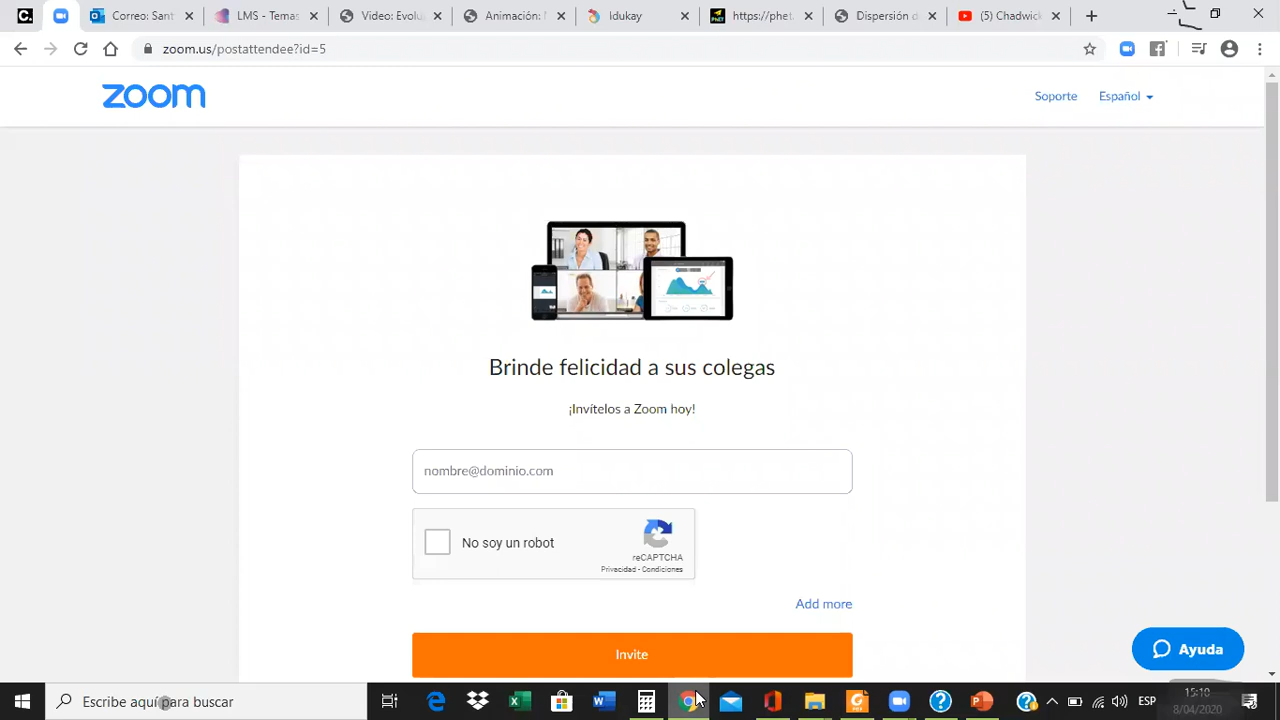 Correo: Sant
LMS - Temas
Video: Evolu
Animación: 
Idukay
https://phet.
Dispersión d
(5) Chadwick
zoom.us/postattendee?id=5
zoom
Soporte
Español
Brinde felicidad a sus colegas
¡Invítelos a Zoom hoy!
nombre@dominio.com
No soy un robot
reCAPTCHA
Privacidad - Condiciones
Add more
Invite
Ayuda
Escribe aquí para buscar
ESP
15:10
8/04/2020